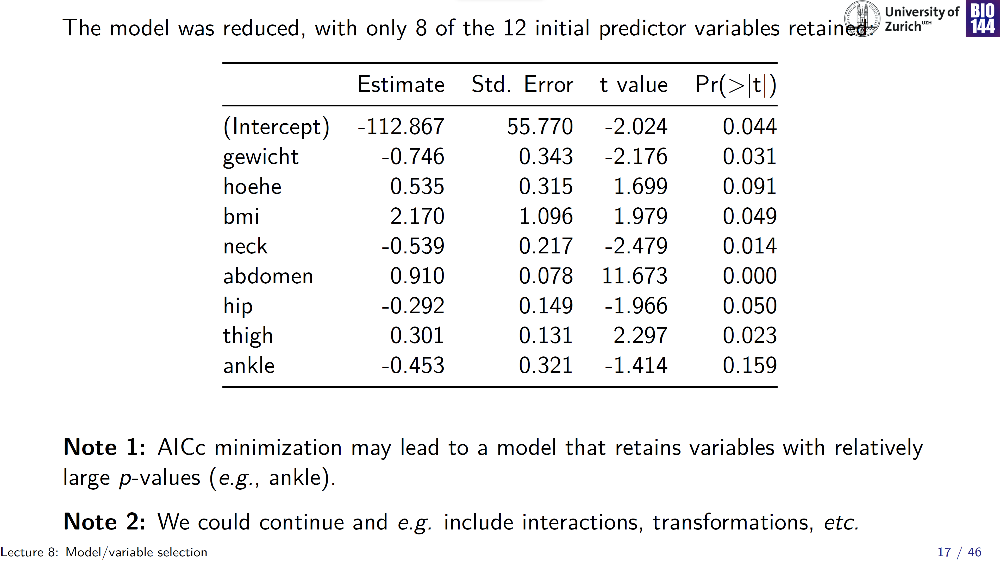 The model was reduced, with only 8 of the 12 initial predictor variables retained:
University of
Zurich UZH
BIO
144
Estimate Std. Error t value Pr(>|t|)
(Intercept) -112.867 55.770 -2.024 0.044
gewicht -0.746 0.343 -2.176 0.031
hoehe 0.535 0.315 1.699 0.091
bmi 2.170 1.096 1.979 0.049
neck -0.539 0.217 -2.479 0.014
abdomen 0.910 0.078 11.673 0.000
hip -0.292 0.149 -1.966 0.050
thigh 0.301 0.131 2.297 0.023
ankle -0.453 0.321 -1.414 0.159
Note 1: AICc minimization may lead to a model that retains variables with relatively
large p-values (e.g., ankle).
Note 2: We could continue and e.g. include interactions, transformations, etc.
Lecture 8: Model/variable selection
17 / 46